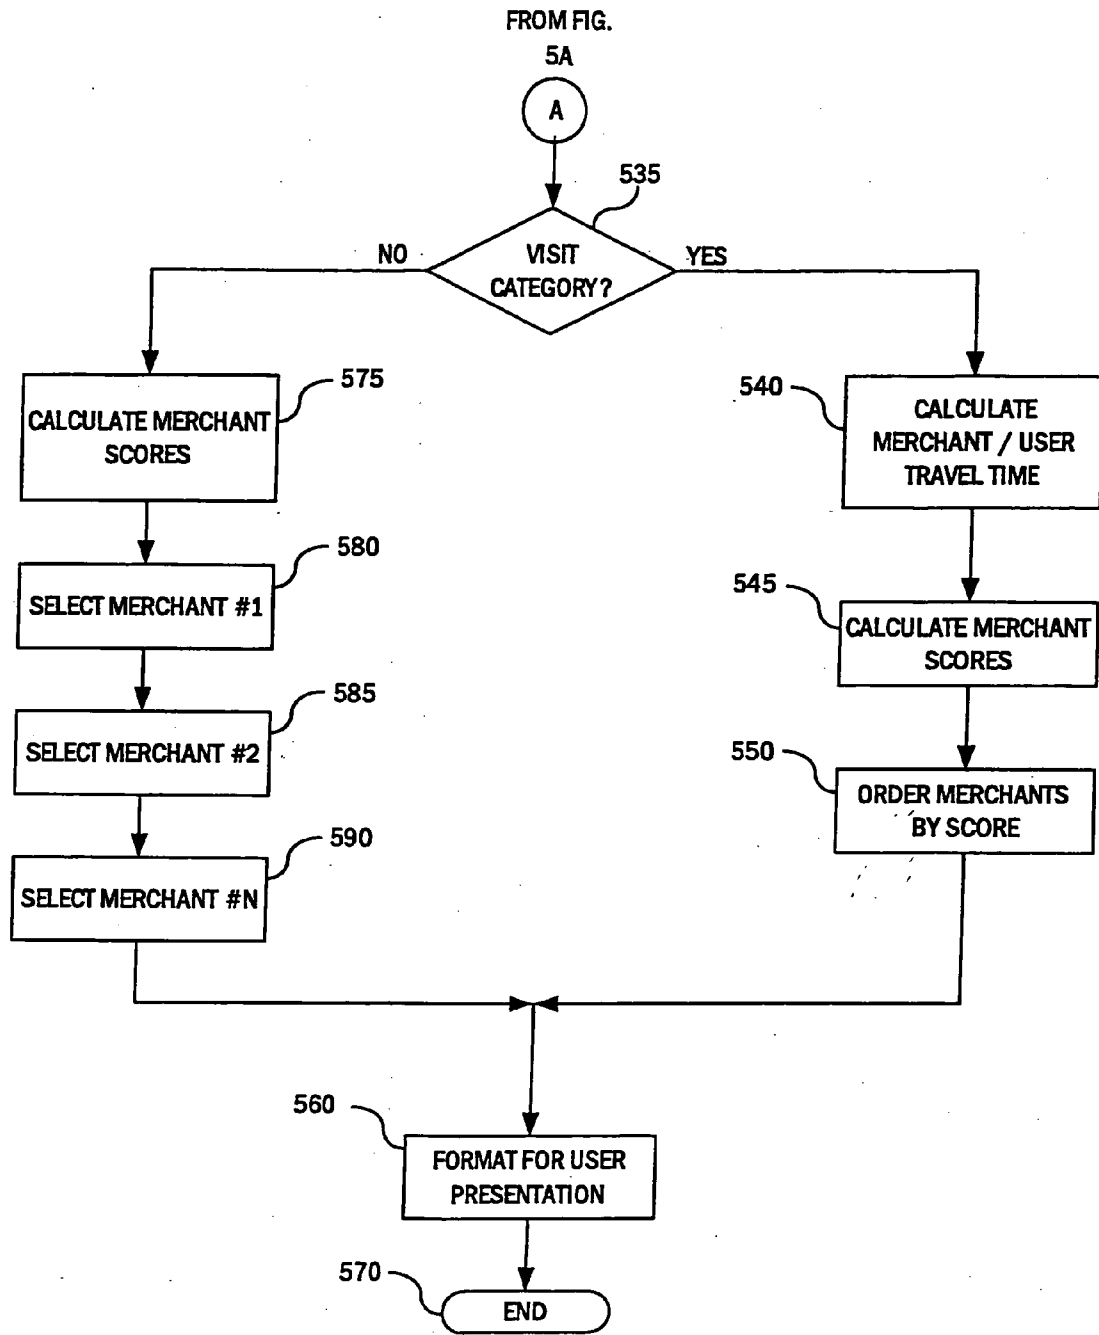 FROM FIG.
5A
A
535
VISIT
CATEGORY?
NO
YES
575
CALCULATE MERCHANT
SCORES
540
CALCULATE
MERCHANT / USER
TRAVEL TIME
580
SELECT MERCHANT #1
545
CALCULATE MERCHANT
SCORES
585
SELECT MERCHANT #2
550
ORDER MERCHANTS
BY SCORE
590
SELECT MERCHANT #N
560
FORMAT FOR USER
PRESENTATION
570
END